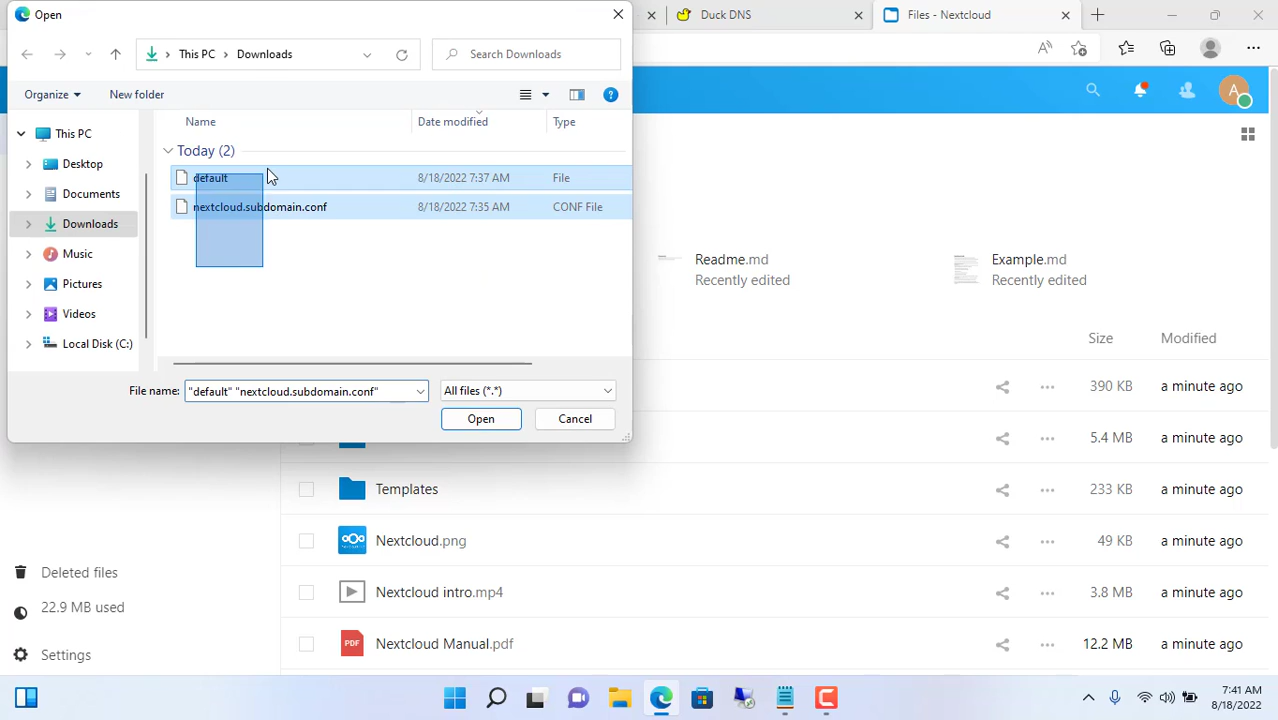 Open
Duck DNS
Files - Nextcloud
This PC
Downloads
Search Downloads
Organize
New folder
Name
Date modified
Type
This PC
Desktop
Documents
Downloads
Music
Pictures
Videos
Local Disk (C:)
Today (2)
default
8/18/2022 7:37 AM
File
nextcloud.subdomain.conf
8/18/2022 7:35 AM
CONF File
File name:
"default" "nextcloud.subdomain.conf"
All files (*.*)
Open
Cancel
A
Readme.md
Recently edited
Example.md
Recently edited
Size
Modified
390 KB
a minute ago
5.4 MB
a minute ago
Templates
233 KB
a minute ago
Nextcloud.png
49 KB
a minute ago
Nextcloud intro.mp4
3.8 MB
a minute ago
PDF
Nextcloud Manual.pdf
12.2 MB
a minute ago
Deleted files
22.9 MB used
Settings
7:41 AM
8/18/2022